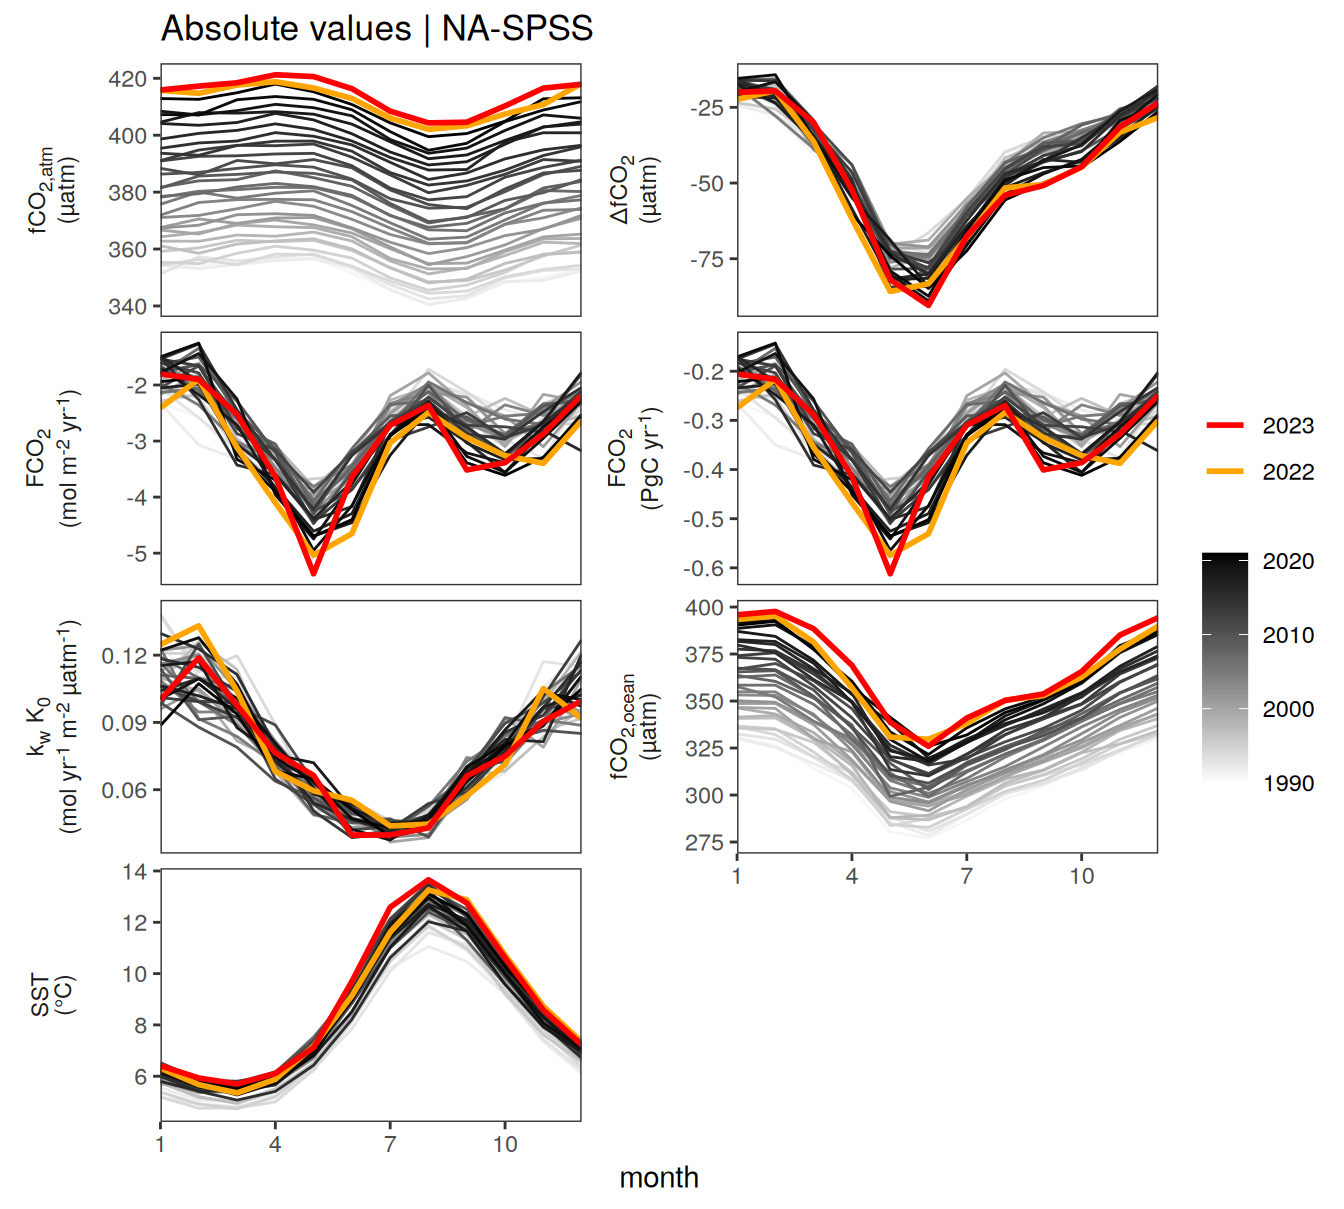 Absolute values | NA-SPSS
fCO2,atm
(µatm)
420
400
380
360
340
ΔfCO2
(µatm)
-25
-50
-75
FCO2
(mol m-2 yr-1)
-2
-3
-4
-5
FCO2
(PgC yr-1)
-0.2
-0.3
-0.4
-0.5
-0.6
kw K0
(mol yr-1 m-2 µatm-1)
0.12
0.09
0.06
fCO2,ocean
(µatm)
400
375
350
325
300
275
1 4 7 10
SST
(°C)
14
12
10
8
6
1 4 7 10
month
2023
2022
2020
2010
2000
1990